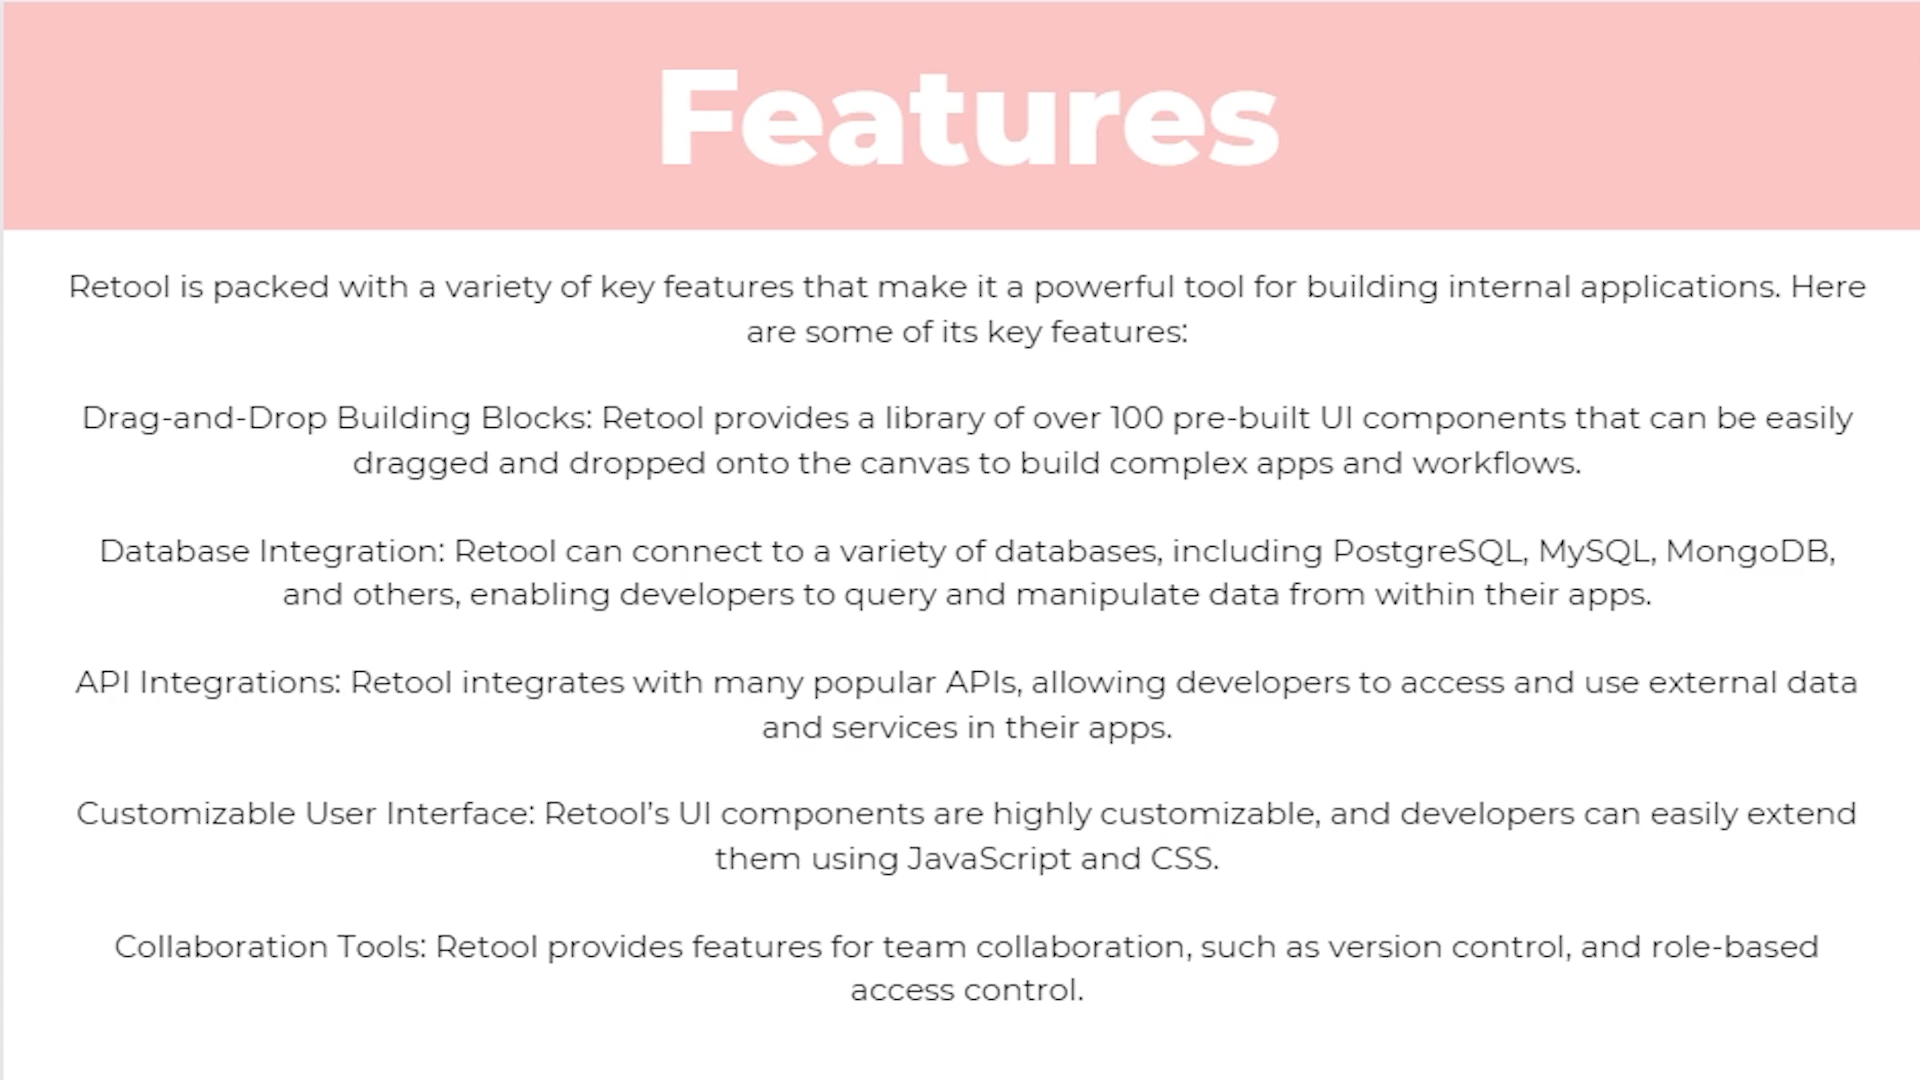 Features
Retool is packed with a variety of key features that make it a powerful tool for building internal applications. Here
are some of its key features:
Drag-and-Drop Building Blocks: Retool provides a library of over 100 pre-built UI components that can be easily
dragged and dropped onto the canvas to build complex apps and workflows.
Database Integration: Retool can connect to a variety of databases, including PostgreSQL, MySQL, MongoDB,
and others, enabling developers to query and manipulate data from within their apps.
API Integrations: Retool integrates with many popular APIs, allowing developers to access and use external data
and services in their apps.
Customizable User Interface: Retool's UI components are highly customizable, and developers can easily extend
them using JavaScript and CSS.
Collaboration Tools: Retool provides features for team collaboration, such as version control, and role-based
access control.